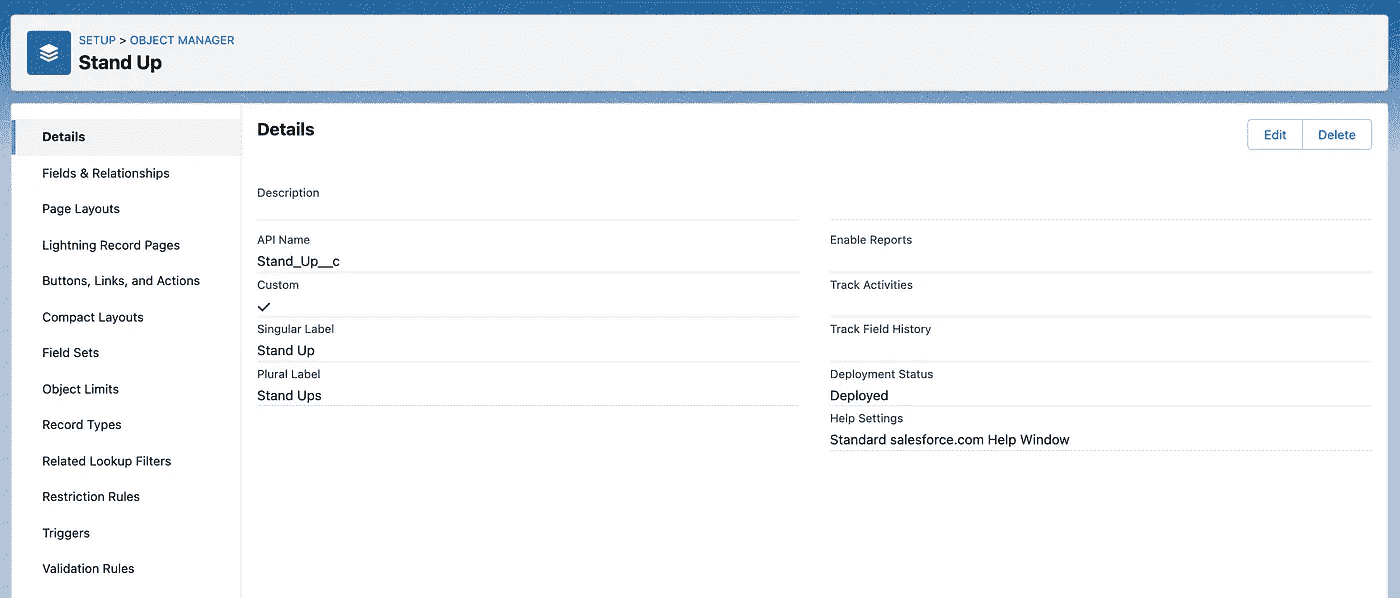 SETUP > OBJECT MANAGER
Stand Up
Details
Fields & Relationships
Page Layouts
Lightning Record Pages
Buttons, Links, and Actions
Compact Layouts
Field Sets
Object Limits
Record Types
Related Lookup Filters
Restriction Rules
Triggers
Validation Rules
Details
Edit Delete
Description
API Name
Stand_Up__c
Custom
Singular Label
Stand Up
Plural Label
Stand Ups
Enable Reports
Track Activities
Track Field History
Deployment Status
Deployed
Help Settings
Standard salesforce.com Help Window